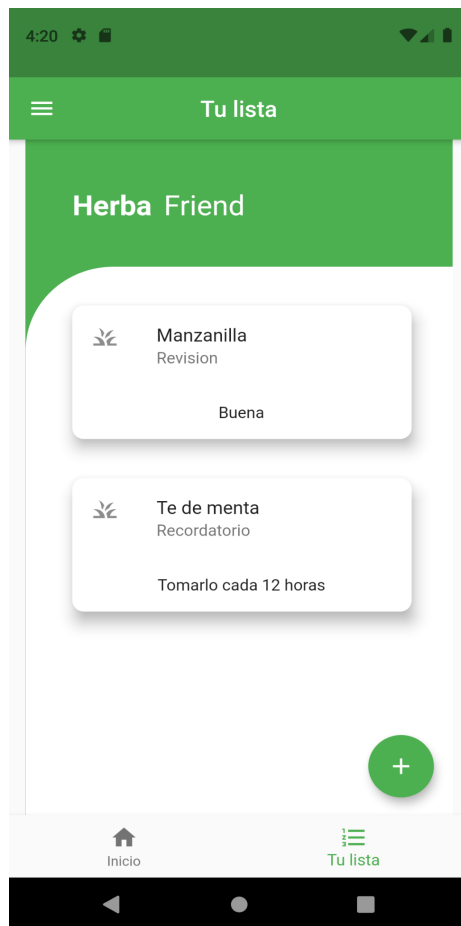 4:20
Tu lista
Herba Friend
Manzanilla
Revision
Buena
Te de menta
Recordatorio
Tomarlo cada 12 horas
+
Inicio
Tu lista